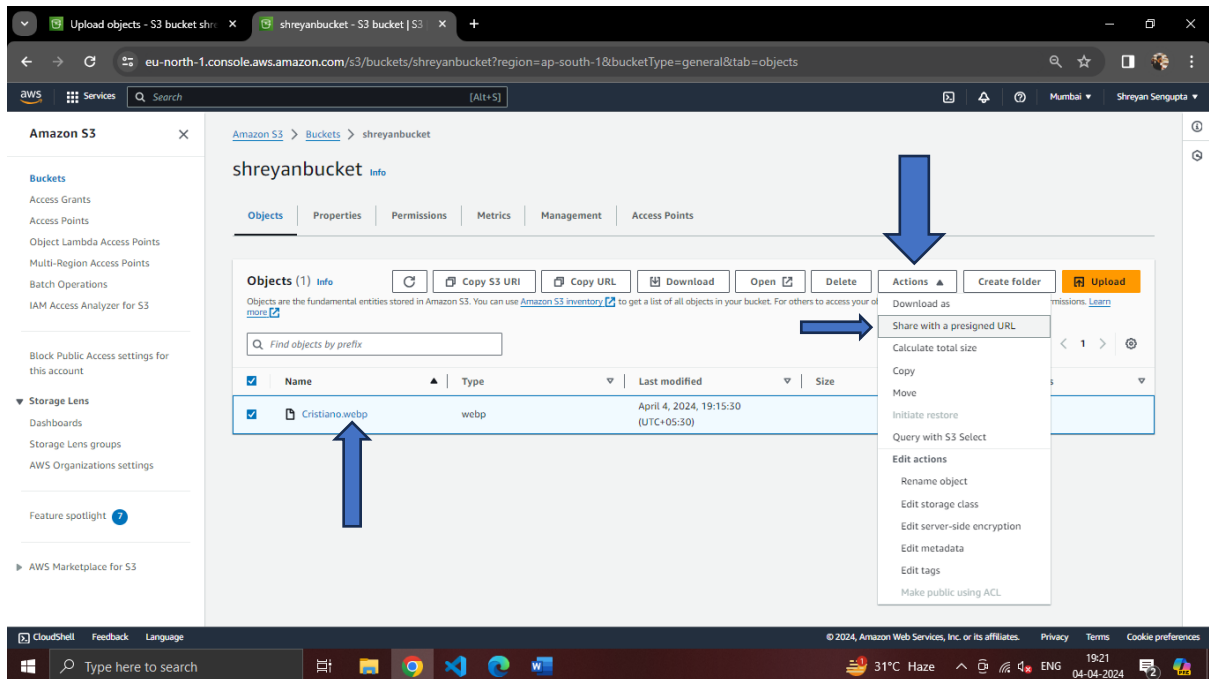 Upload objects - S3 bucket shre
shreyanbucket - S3 bucket | S3
eu-north-1.console.aws.amazon.com/s3/buckets/shreyanbucket?region=ap-south-1&bucketType=general&tab=objects
aws Services Search [Alt+S] Mumbai Shreyan Sengupta
Amazon S3
Buckets
Access Grants
Access Points
Object Lambda Access Points
Multi-Region Access Points
Batch Operations
IAM Access Analyzer for S3
Block Public Access settings for
this account
Storage Lens
Dashboards
Storage Lens groups
AWS Organizations settings
Feature spotlight 7
AWS Marketplace for S3
Amazon S3 > Buckets > shreyanbucket
shreyanbucket Info
Objects Properties Permissions Metrics Management Access Points
Objects (1) Info Copy S3 URI Copy URL Download Open Delete Actions Create folder Upload
Objects are the fundamental entities stored in Amazon S3. You can use Amazon S3 inventory to get a list of all objects in your bucket. For others to access your Learn
more
Find objects by prefix
1
Name Type Last modified Size
Cristiano.webp webp April 4, 2024, 19:15:30
(UTC+05:30)
Download as
Share with a presigned URL
Calculate total size
Copy
Move
Initiate restore
Query with S3 Select
Edit actions
Rename object
Edit storage class
Edit server-side encryption
Edit metadata
Edit tags
Make public using ACL
CloudShell Feedback Language © 2024, Amazon Web Services, Inc. or its affiliates. Privacy Terms Cookie preferences
Type here to search 31°C Haze ENG 19:21
04-04-2024 2